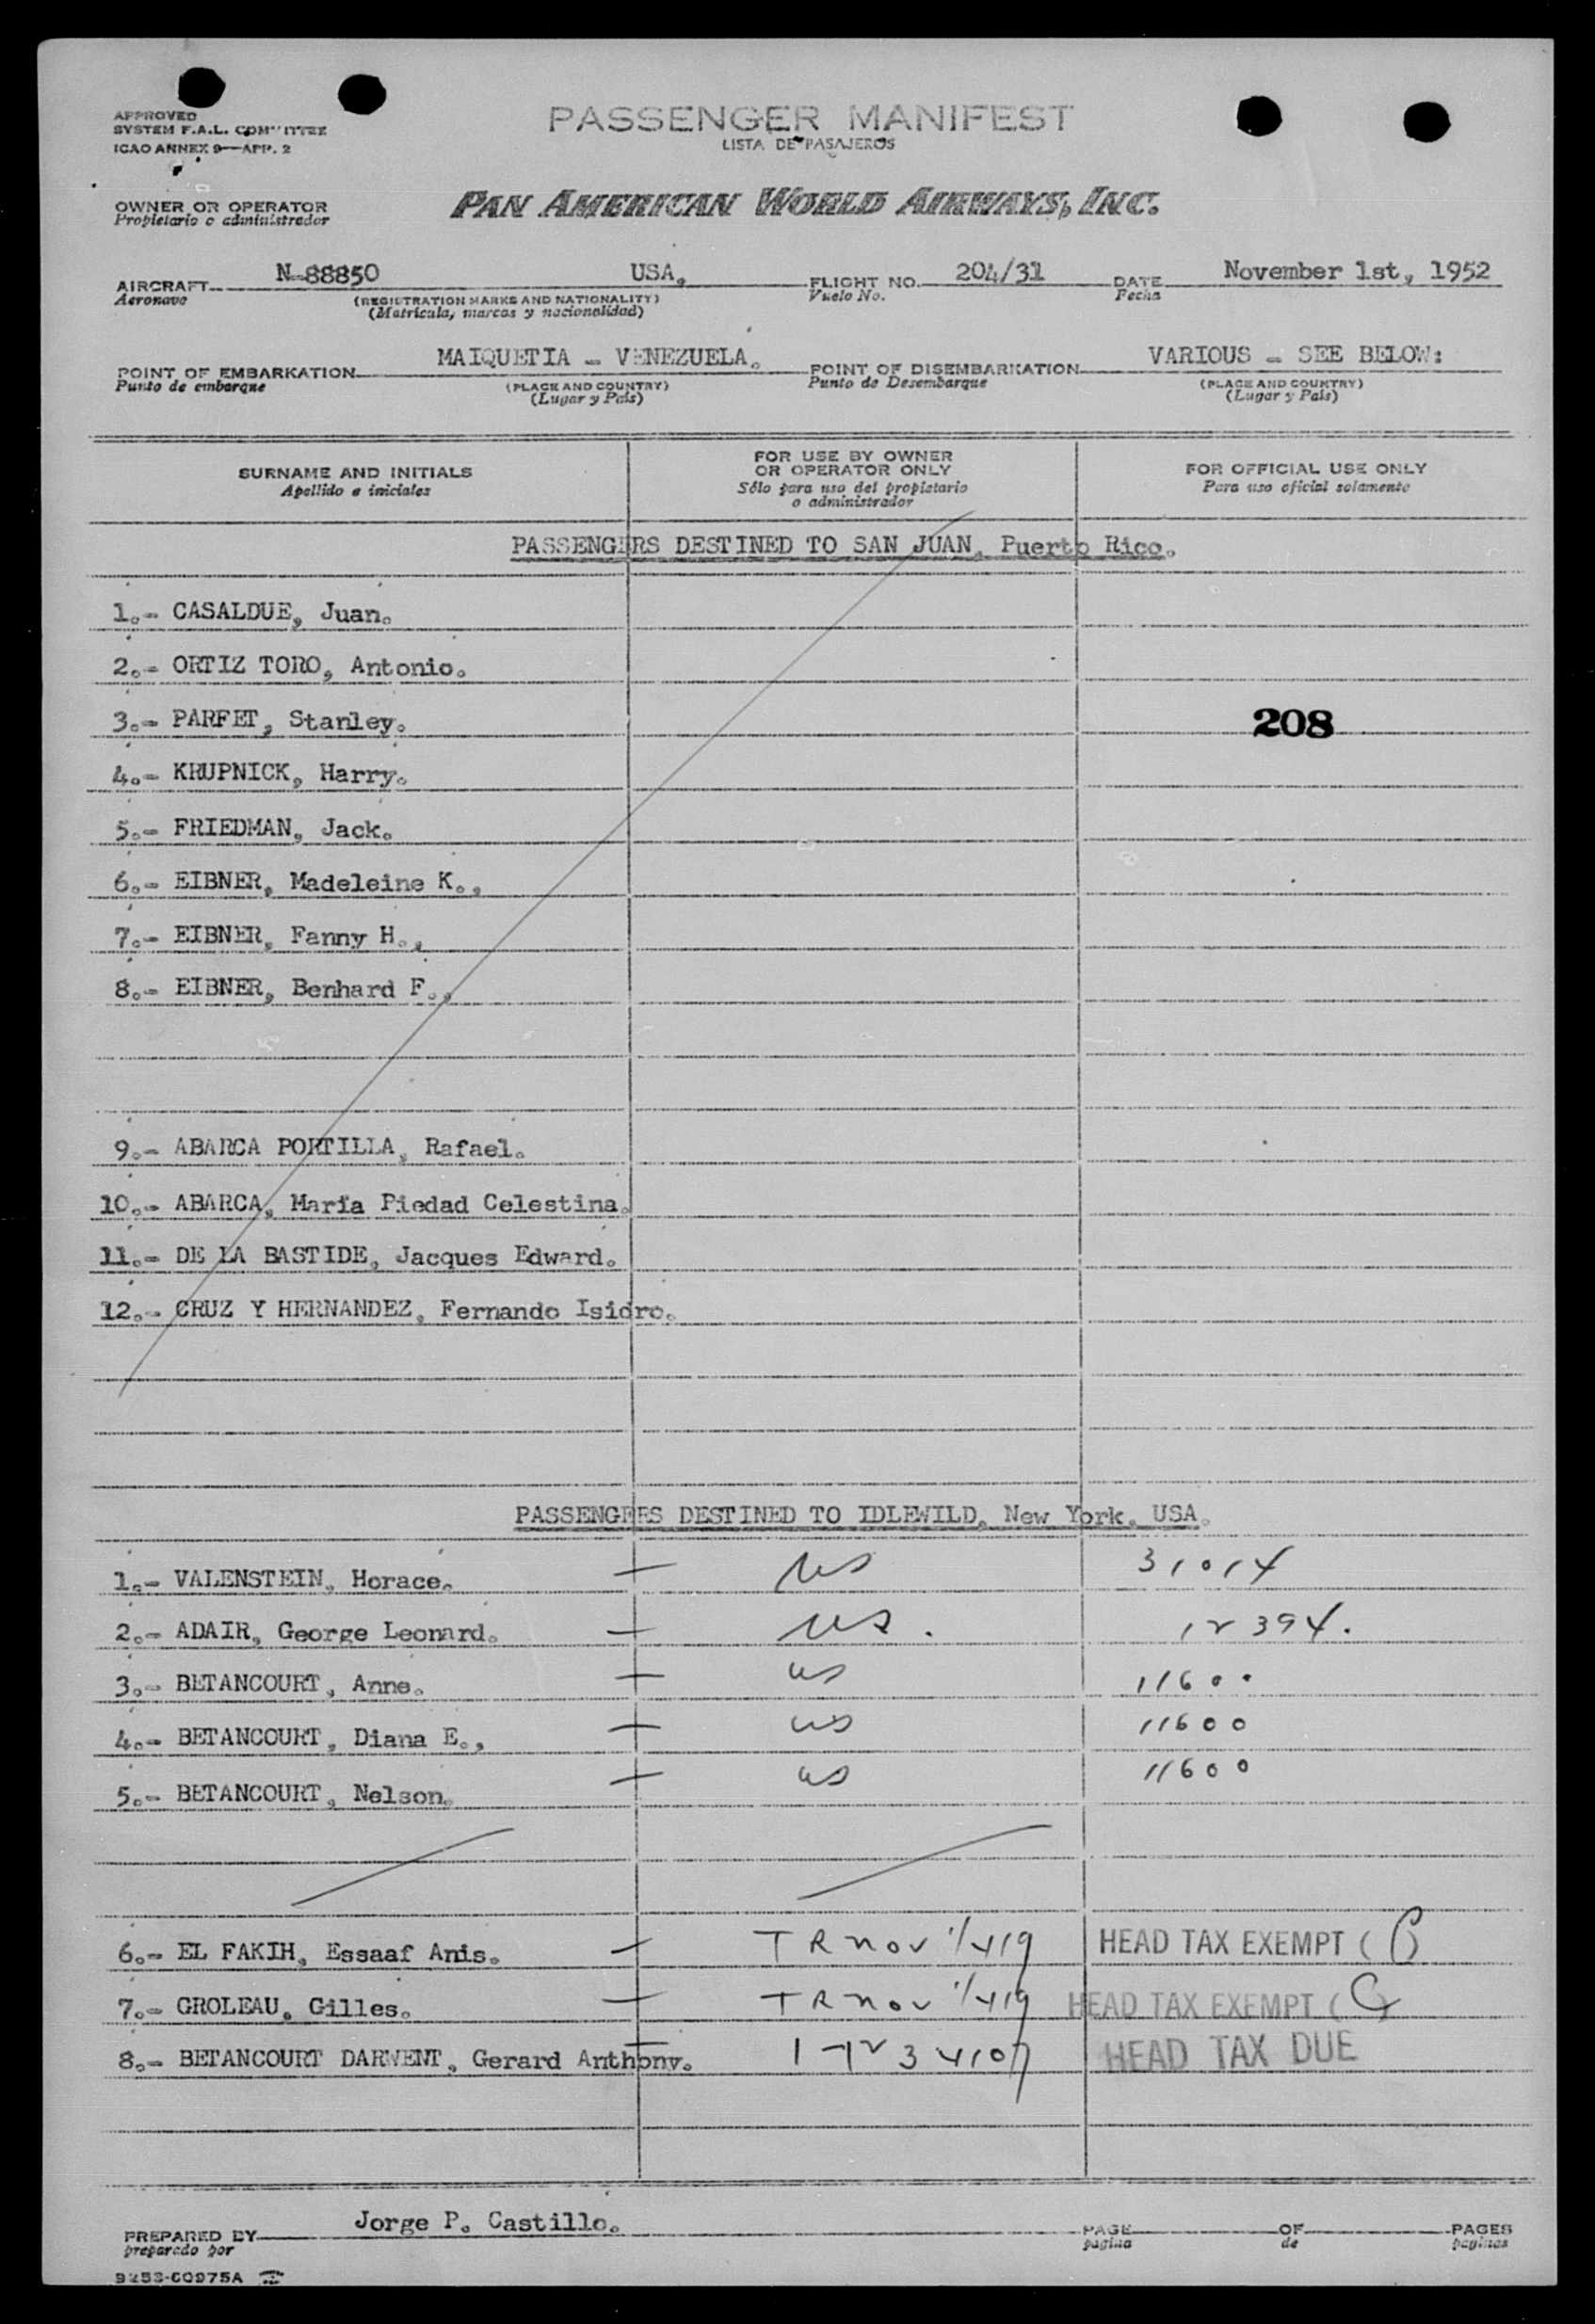 APPROVED
SYSTEM F.A.L. COMMITTEE
ICAO ANNEX 9—APP. 2
PASSENGER MANIFEST
LISTA DE PASAJEROS
OWNER OR OPERATOR
Propietario o administrador
PAN AMERICAN WORLD AIRWAYS, INC.
AIRCRAFT N-88850 USA. FLIGHT NO. 204/31 DATE November 1st, 1952
Aeronave (REGISTRATION MARKS AND NATIONALITY) Vuelo No. Fecha
(Matricula, marcas y nacionalidad)
POINT OF EMBARKATION MAIQUETIA - VENEZUELA. POINT OF DISEMBARKATION VARIOUS - SEE BELOW:
Punto de embarque (PLACE AND COUNTRY) Punto de Desembarque (PLACE AND COUNTRY)
(Lugar y País) (Lugar y País)
SURNAME AND INITIALS
Apellido e iniciales
FOR USE BY OWNER
OR OPERATOR ONLY
Sólo para uso del propietario
o administrador
FOR OFFICIAL USE ONLY
Para uso oficial solamente
PASSENGERS DESTINED TO SAN JUAN, Puerto Rico.
1.- CASALDUE, Juan.
2.- ORTIZ TORO, Antonio.
3.- PARFET, Stanley. 208
4.- KRUPNICK, Harry.
5.- FRIEDMAN, Jack.
6.- EIBNER, Madeleine K.,
7.- EIBNER, Fanny H.,
8.- EIBNER, Benhard F.,
9.- ABARCA PORTILLA, Rafael.
10.- ABARCA, María Piedad Celestina.
11.- DE LA BASTIDE, Jacques Edward.
12.- CRUZ Y HERNANDEZ, Fernando Isidro.
PASSENGERS DESTINED TO IDLEWILD, New York, USA.
1.- VALENSTEIN, Horace. — US 31014
2.- ADAIR, George Leonard. — US. 12394.
3.- BETANCOURT, Anne. — US 11600
4.- BETANCOURT, Diana E., — US 11600
5.- BETANCOURT, Nelson. — US 11600
6.- EL FAKIH, Essaaf Anis. — TR Nov HEAD TAX EXEMPT (
7.- GROLEAU, Gilles. — TR Nov HEAD TAX EXEMPT (
8.- BETANCOURT DARWENT, Gerard Anthony. HEAD TAX DUE
PREPARED BY Jorge P. Castillo. PAGE OF PAGES
preparado por pagina de paginas